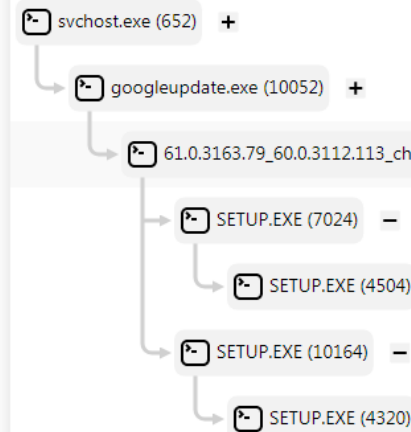 svchost.exe (652) +
googleupdate.exe (10052) +
61.0.3163.79_60.0.3112.113_ch
SETUP.EXE (7024) −
SETUP.EXE (4504)
SETUP.EXE (10164) −
SETUP.EXE (4320)